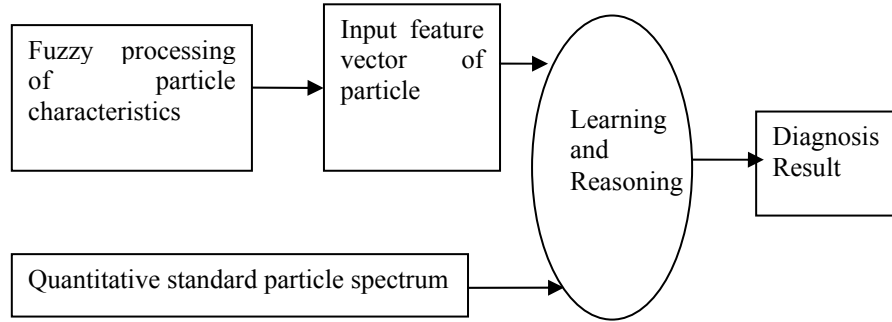 Fuzzy processing
of particle
characteristics
Input feature
vector of
particle
Learning
and
Reasoning
Diagnosis
Result
Quantitative standard particle spectrum